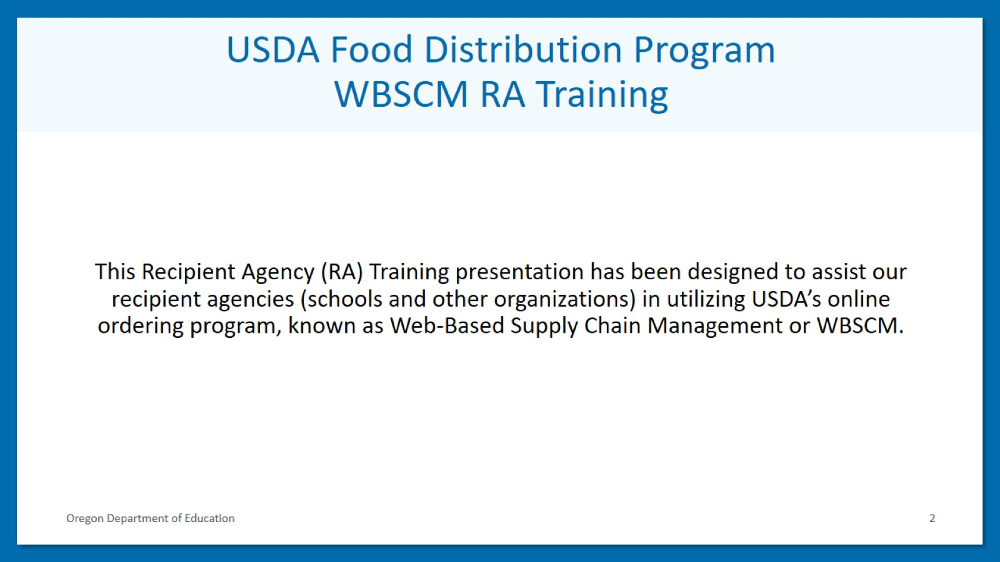 USDA Food Distribution Program
WBSCM RA Training
This Recipient Agency (RA) Training presentation has been designed to assist our
recipient agencies (schools and other organizations) in utilizing USDA’s online
ordering program, known as Web-Based Supply Chain Management or WBSCM.
Oregon Department of Education
2